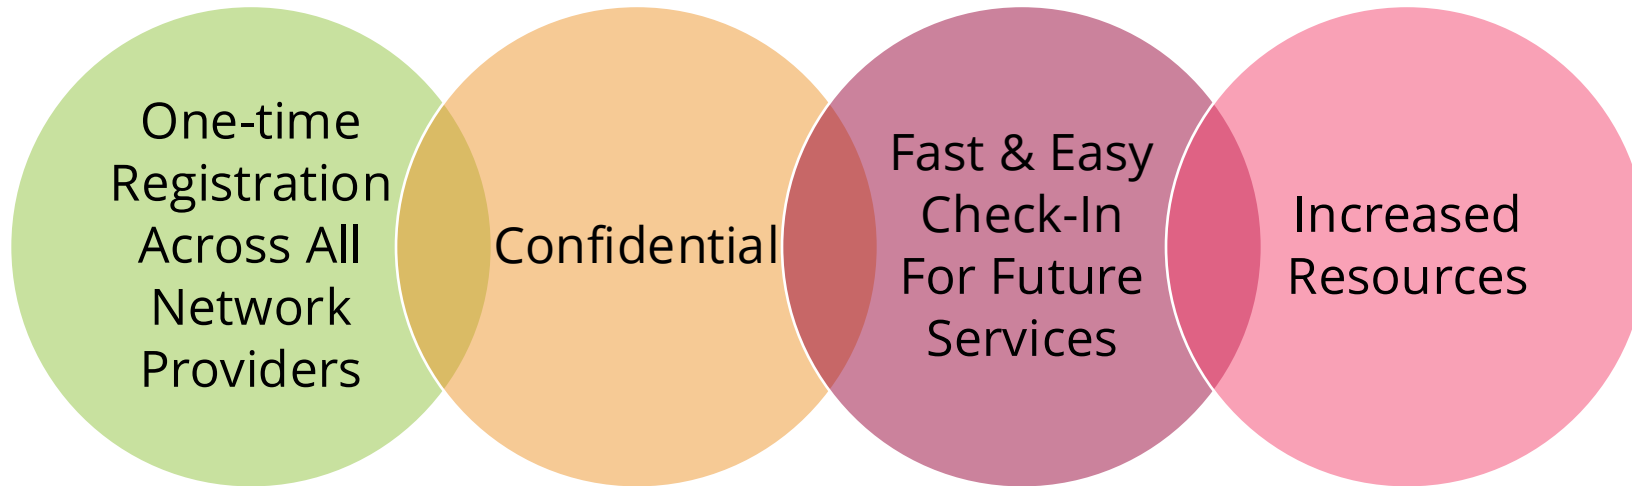 One-time
Registration
Across All
Network
Providers
Confidential
Fast & Easy
Check-In
For Future
Services
Increased
Resources